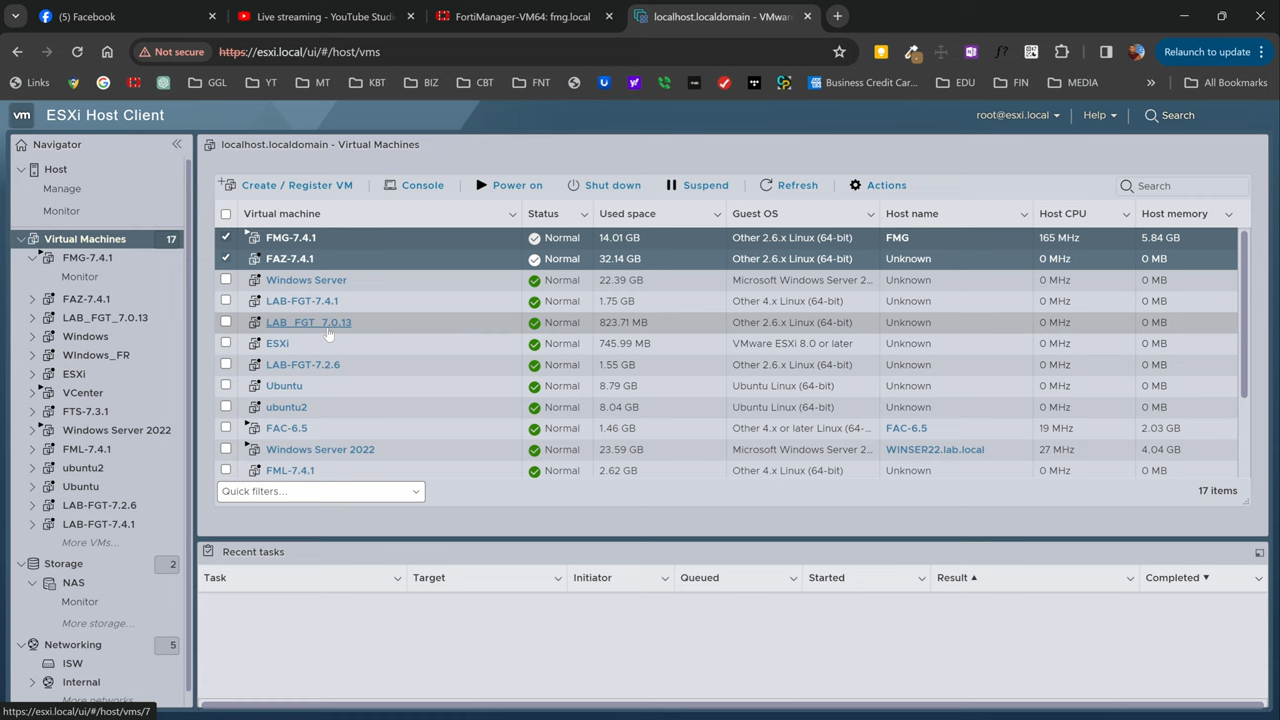 (5) Facebook
Live streaming - YouTube Studi
FortiManager-VM64: fmg.local
localhost.localdomain - VMwar
Not secure
https://esxi.local/ui/#/host/vms
Relaunch to update
Links
GGL
YT
MT
KBT
BIZ
CBT
FNT
Business Credit Car...
EDU
FIN
MEDIA
»
All Bookmarks
vm
ESXi Host Client
root@esxi.local
Help
Search
Navigator
Host
Manage
Monitor
Virtual Machines 17
FMG-7.4.1
Monitor
FAZ-7.4.1
LAB_FGT_7.0.13
Windows
WIndows_FR
ESXi
VCenter
FTS-7.3.1
Windows Server 2022
FML-7.4.1
ubuntu2
Ubuntu
LAB-FGT-7.2.6
LAB-FGT-7.4.1
More VMs...
Storage 2
NAS
Monitor
More storage...
Networking 5
ISW
Internal
More networks
https://esxi.local/ui/#/host/vms/7
localhost.localdomain - Virtual Machines
Create / Register VM
Console
Power on
Shut down
Suspend
Refresh
Actions
Search
Virtual machine Status Used space Guest OS Host name Host CPU Host memory
FMG-7.4.1 Normal 14.01 GB Other 2.6.x Linux (64-bit) FMG 165 MHz 5.84 GB
FAZ-7.4.1 Normal 32.14 GB Other 2.6.x Linux (64-bit) Unknown 0 MHz 0 MB
Windows Server Normal 22.39 GB Microsoft Windows Server 2... Unknown 0 MHz 0 MB
LAB-FGT-7.4.1 Normal 1.75 GB Other 4.x Linux (64-bit) Unknown 0 MHz 0 MB
LAB_FGT_7.0.13 Normal 823.71 MB Other 2.6.x Linux (64-bit) Unknown 0 MHz 0 MB
ESXi Normal 745.99 MB VMware ESXi 8.0 or later Unknown 0 MHz 0 MB
LAB-FGT-7.2.6 Normal 1.55 GB Other 2.6.x Linux (64-bit) Unknown 0 MHz 0 MB
Ubuntu Normal 8.79 GB Ubuntu Linux (64-bit) Unknown 0 MHz 0 MB
ubuntu2 Normal 8.04 GB Ubuntu Linux (64-bit) Unknown 0 MHz 0 MB
FAC-6.5 Normal 1.46 GB Other 4.x or later Linux (64-... FAC-6.5 19 MHz 2.03 GB
Windows Server 2022 Normal 23.59 GB Microsoft Windows Server 2... WINSER22.lab.local 27 MHz 4.04 GB
FML-7.4.1 Normal 2.62 GB Other 4.x Linux (64-bit) Unknown 0 MHz 0 MB
Quick filters...
17 items
Recent tasks
Task Target Initiator Queued Started Result ▲ Completed ▼